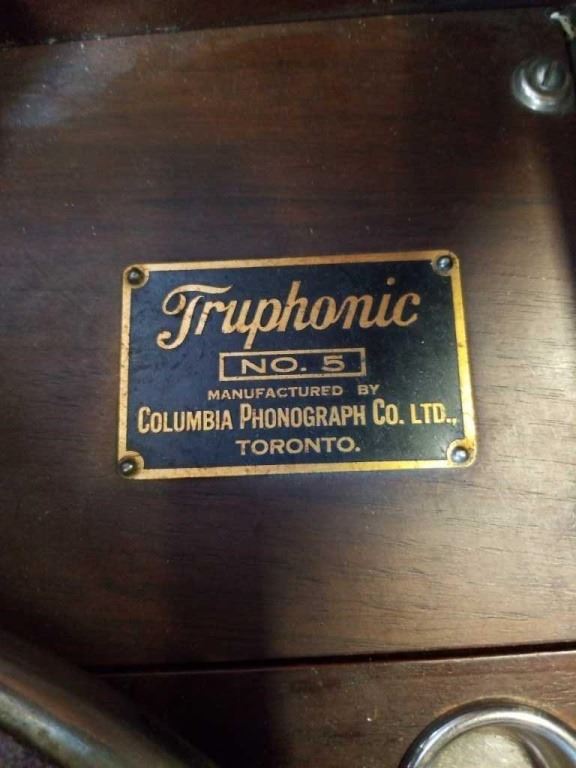 Truphonic
NO. 5
MANUFACTURED BY
COLUMBIA PHONOGRAPH CO. LTD.,
TORONTO.